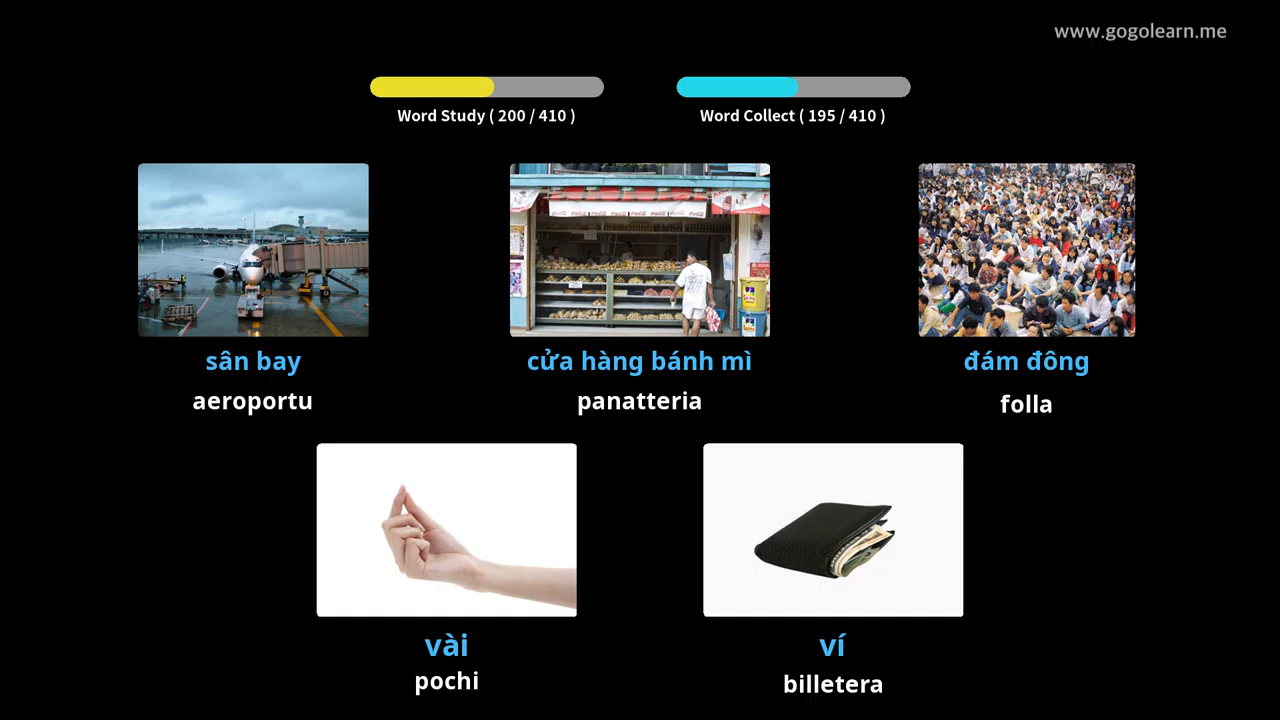 www.gogolearn.me
Word Study ( 200 / 410 )
Word Collect ( 195 / 410 )
sân bay
aeroportu
cửa hàng bánh mì
panatteria
đám đông
folla
vài
pochi
ví
billetera